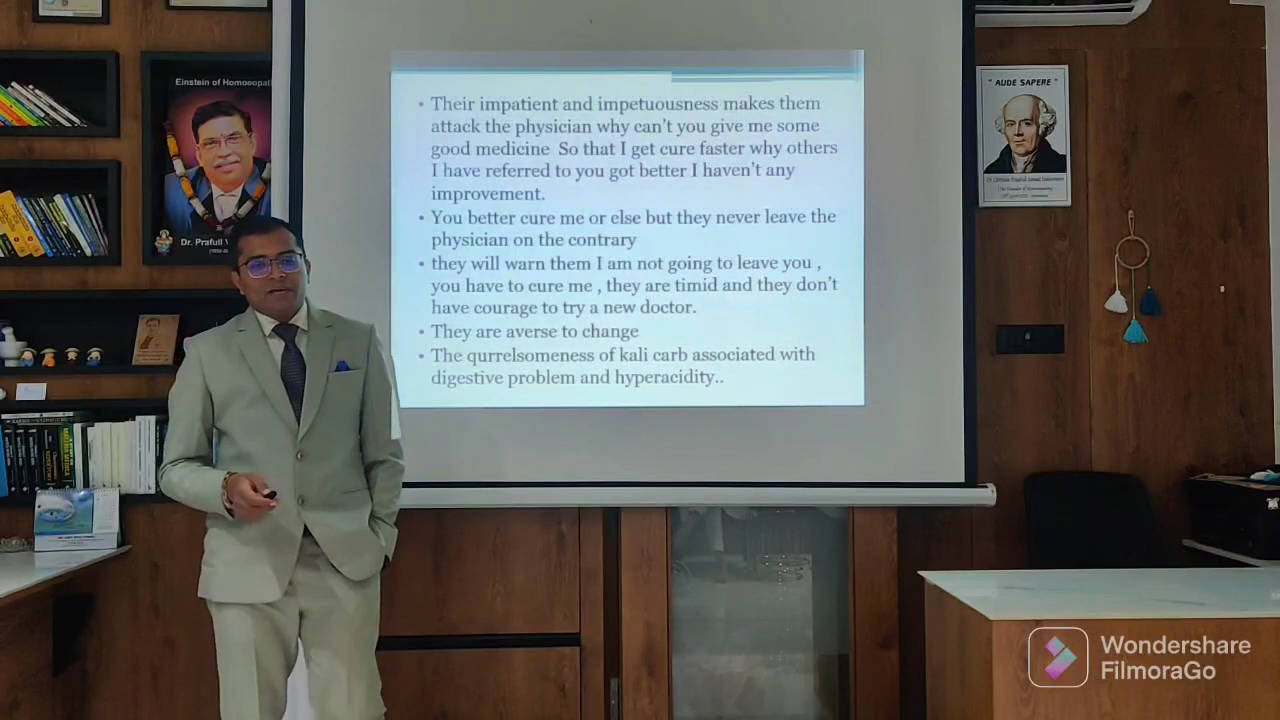 Einstein of Homoeopat
Dr. Prafull V
" AUDE SAPERE "
• Their impatient and impetuousness makes them
attack the physician why can't you give me some
good medicine So that I get cure faster why others
I have referred to you got better I haven't any
improvement.
• You better cure me or else but they never leave the
physician on the contrary
• they will warn them I am not going to leave you ,
you have to cure me , they are timid and they don't
have courage to try a new doctor.
• They are averse to change
• The qurrelsomeness of kali carb associated with
digestive problem and hyperacidity..
Wondershare
FilmoraGo